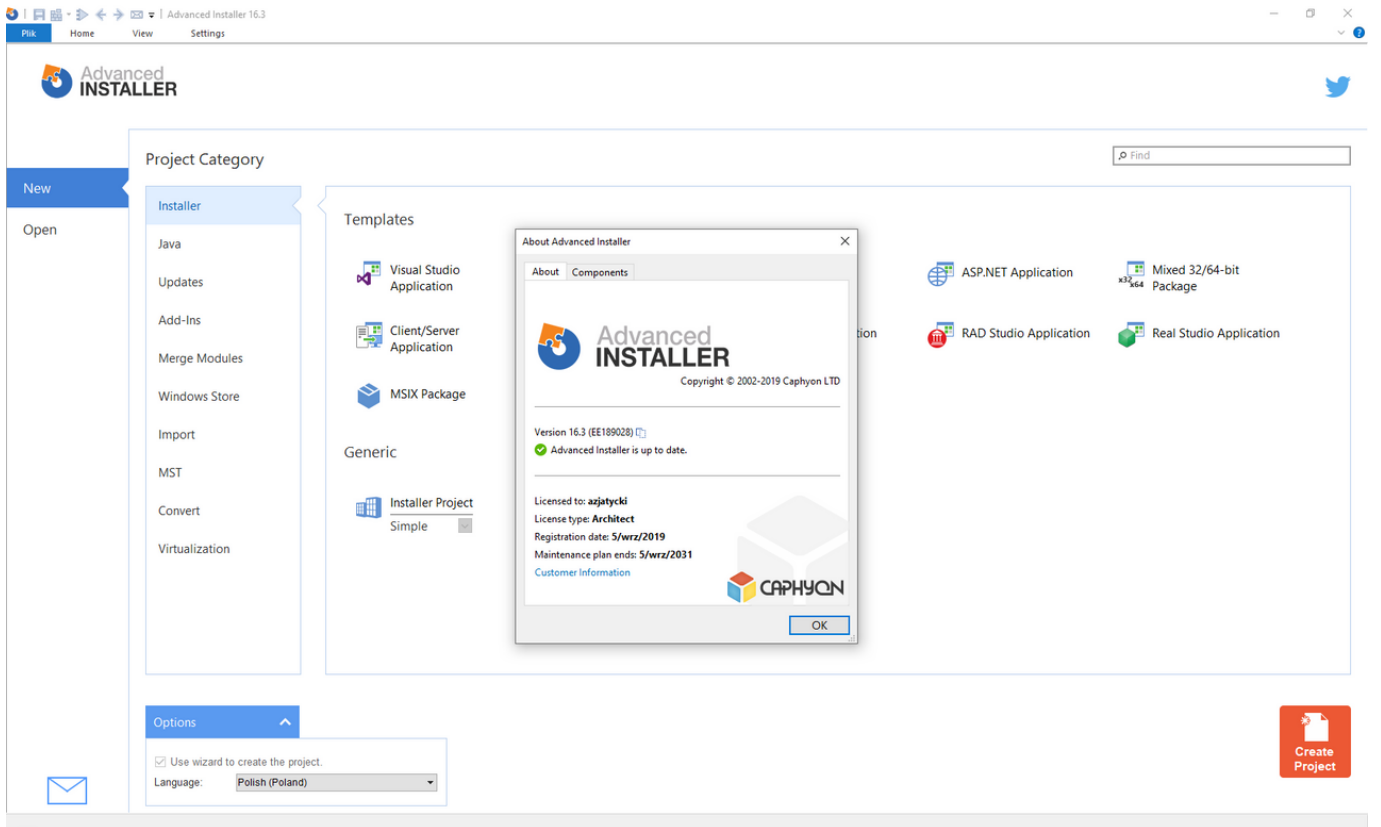 Advanced Installer 16.3
Plik Home View Settings
Advanced
INSTALLER
New
Open
Project Category
Find
Installer
Java
Updates
Add-Ins
Merge Modules
Windows Store
Import
MST
Convert
Virtualization
Templates
Visual Studio
Application
Client/Server
Application
MSIX Package
ASP.NET Application
Mixed 32/64-bit
Package
RAD Studio Application
Real Studio Application
Generic
Installer Project
Simple
About Advanced Installer
About Components
Advanced
INSTALLER
Copyright © 2002-2019 Caphyon LTD
Version 16.3 (EE189028)
Advanced Installer is up to date.
Licensed to: azjatycki
License type: Architect
Registration date: 5/wrz/2019
Maintenance plan ends: 5/wrz/2031
Customer Information
CAPHYON
OK
Options
Use wizard to create the project.
Language: Polish (Poland)
Create
Project